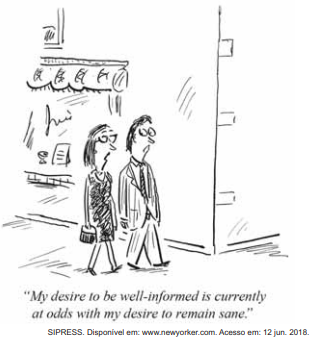 “My desire to be well-informed is currently
at odds with my desire to remain sane.”
SIPRESS. Disponível em: www.newyorker.com. Acesso em: 12 jun. 2018.